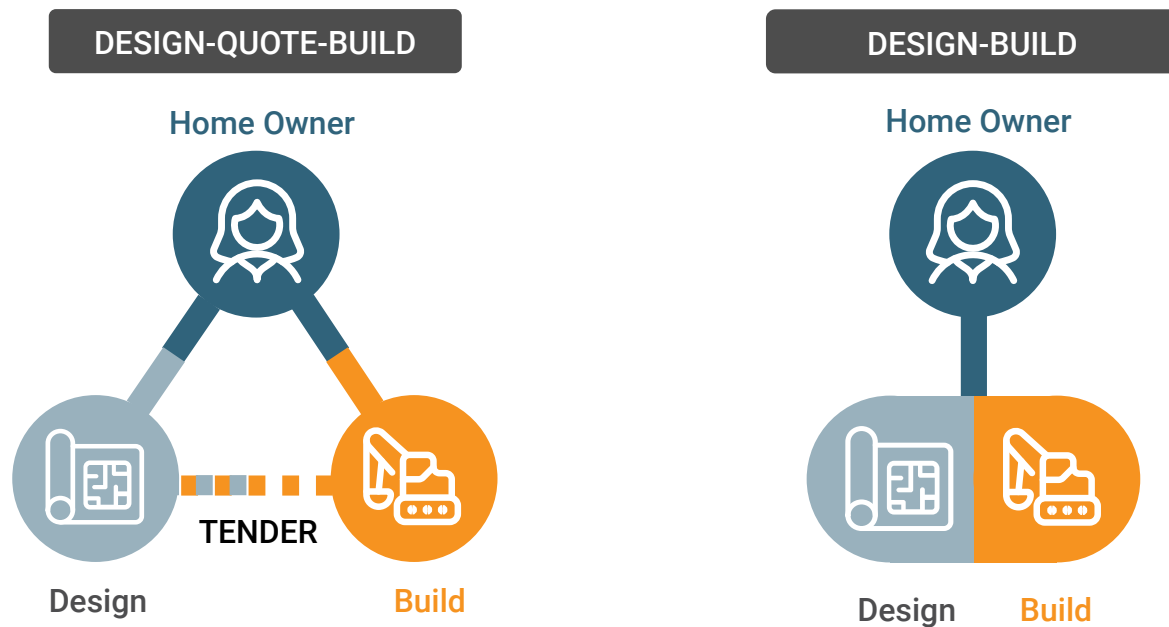 DESIGN-QUOTE-BUILD
Home Owner
TENDER
Design
Build
DESIGN-BUILD
Home Owner
Design
Build